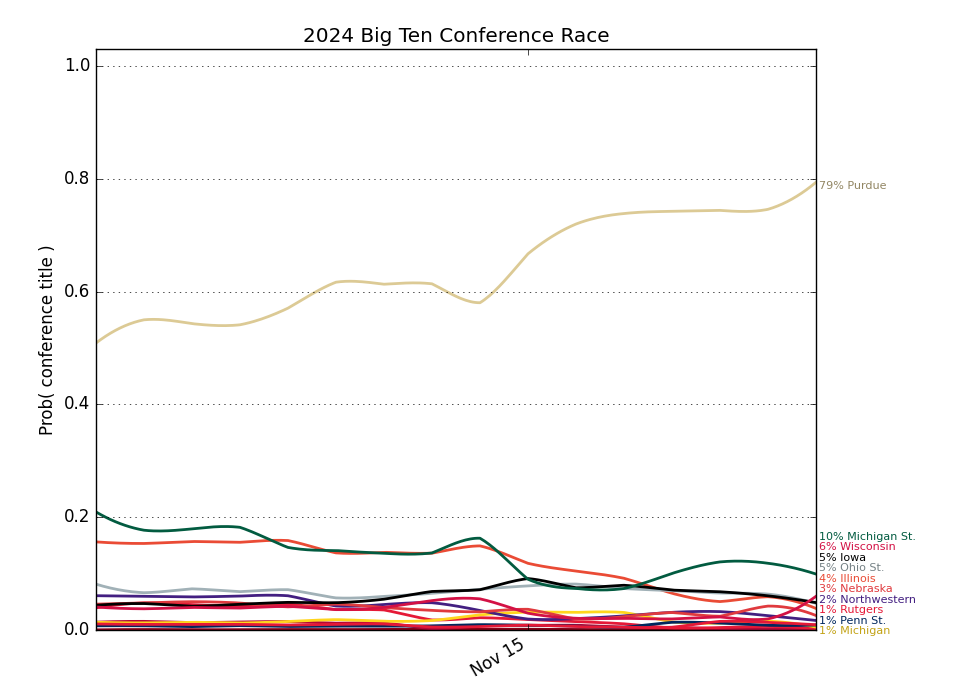 2024 Big Ten Conference Race
Prob( conference title )
1.0
0.8
0.6
0.4
0.2
0.0
Nov 15
79% Purdue
10% Michigan St.
6% Wisconsin
5% Iowa
5% Ohio St.
4% Illinois
3% Nebraska
2% Northwestern
1% Rutgers
1% Penn St.
1% Michigan